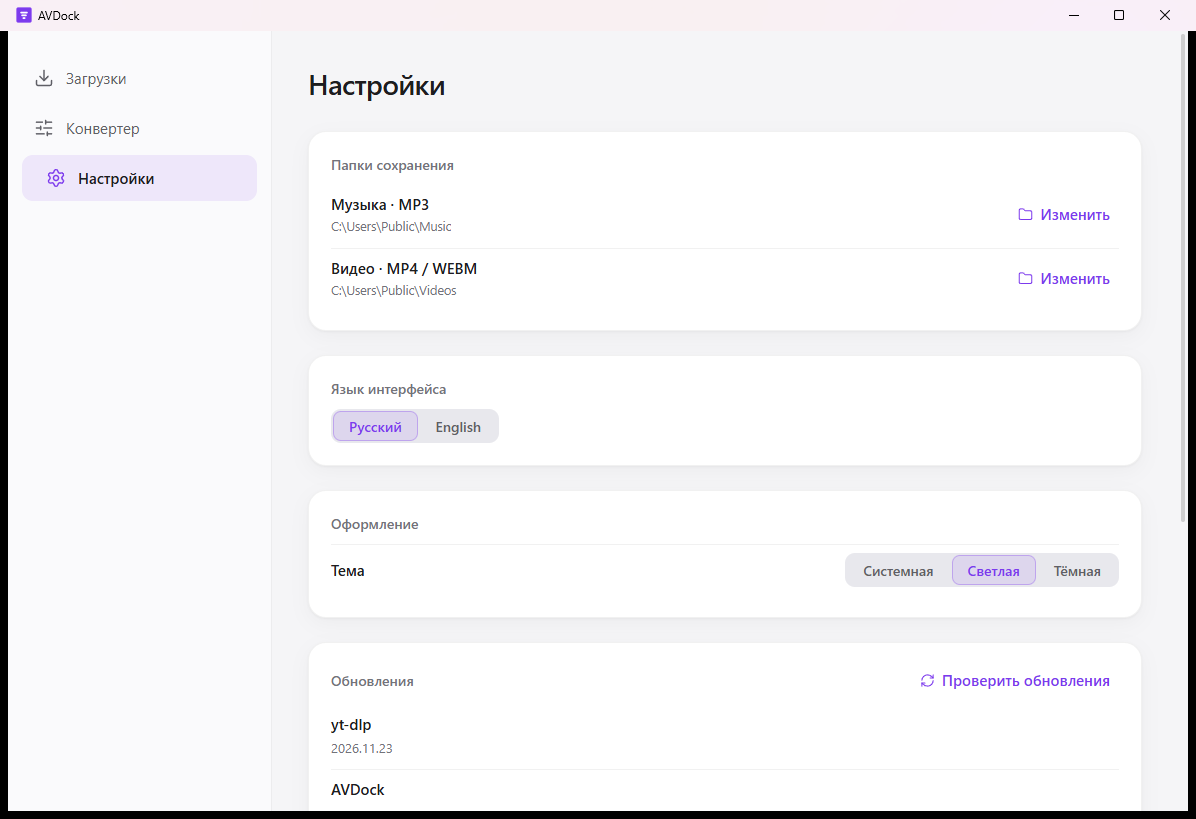 AVDock
Загрузки
Конвертер
Настройки
Настройки
Папки сохранения
Музыка · MP3
C:\Users\Public\Music
Изменить
Видео · MP4 / WEBM
C:\Users\Public\Videos
Изменить
Язык интерфейса
Русский English
Оформление
Тема
Системная Светлая Тёмная
Обновления
Проверить обновления
yt-dlp
2026.11.23
AVDock